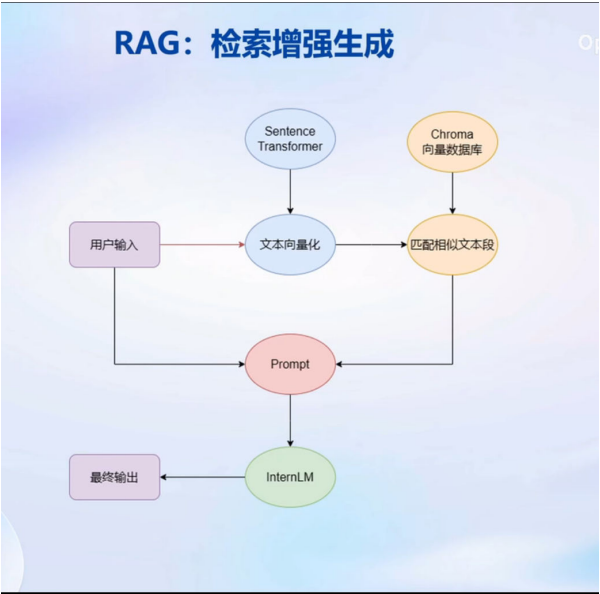 RAG：检索增强生成
Op
Sentence
Transformer
Chroma
向量数据库
用户输入
文本向量化
匹配相似文本段
Prompt
最终输出
InternLM